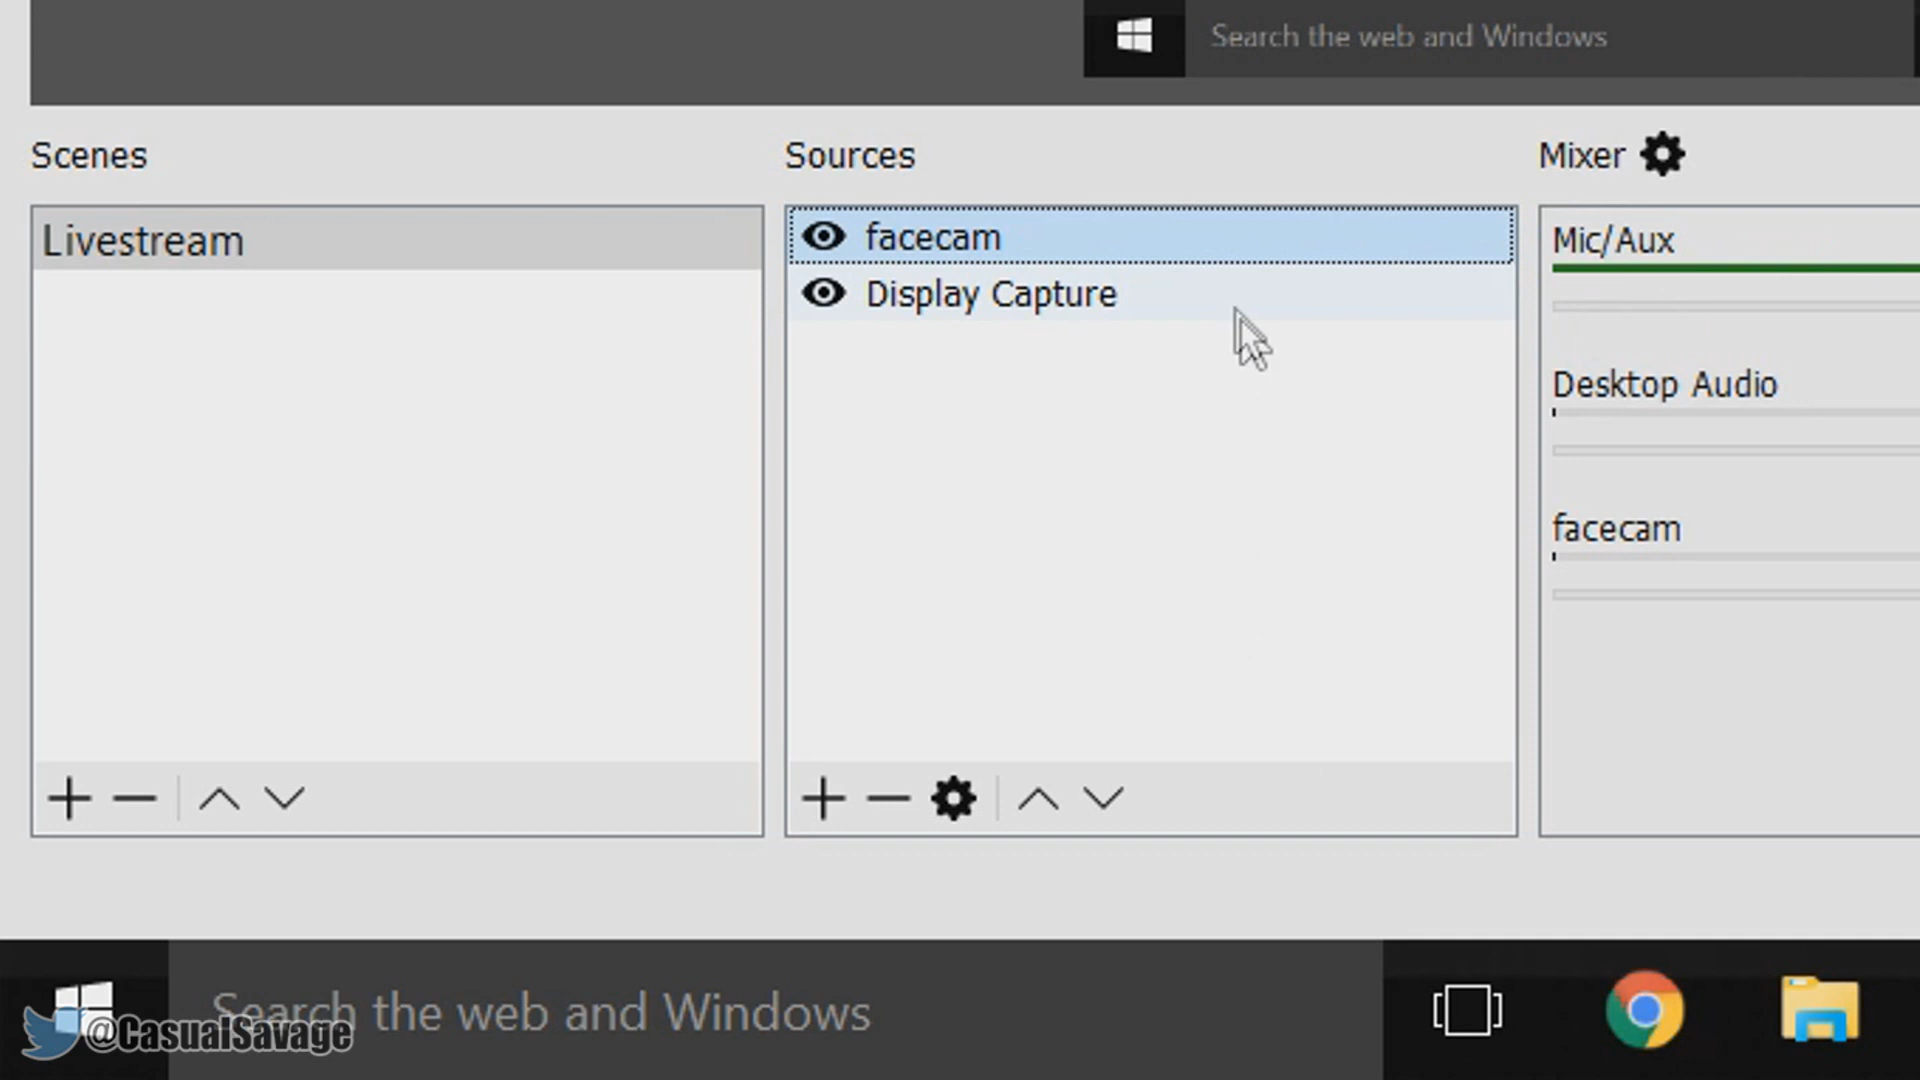 Search the web and Windows
Scenes
Sources
Mixer
Livestream
facecam
Display Capture
Mic/Aux
Desktop Audio
facecam
Search the web and Windows
@CasualSavage